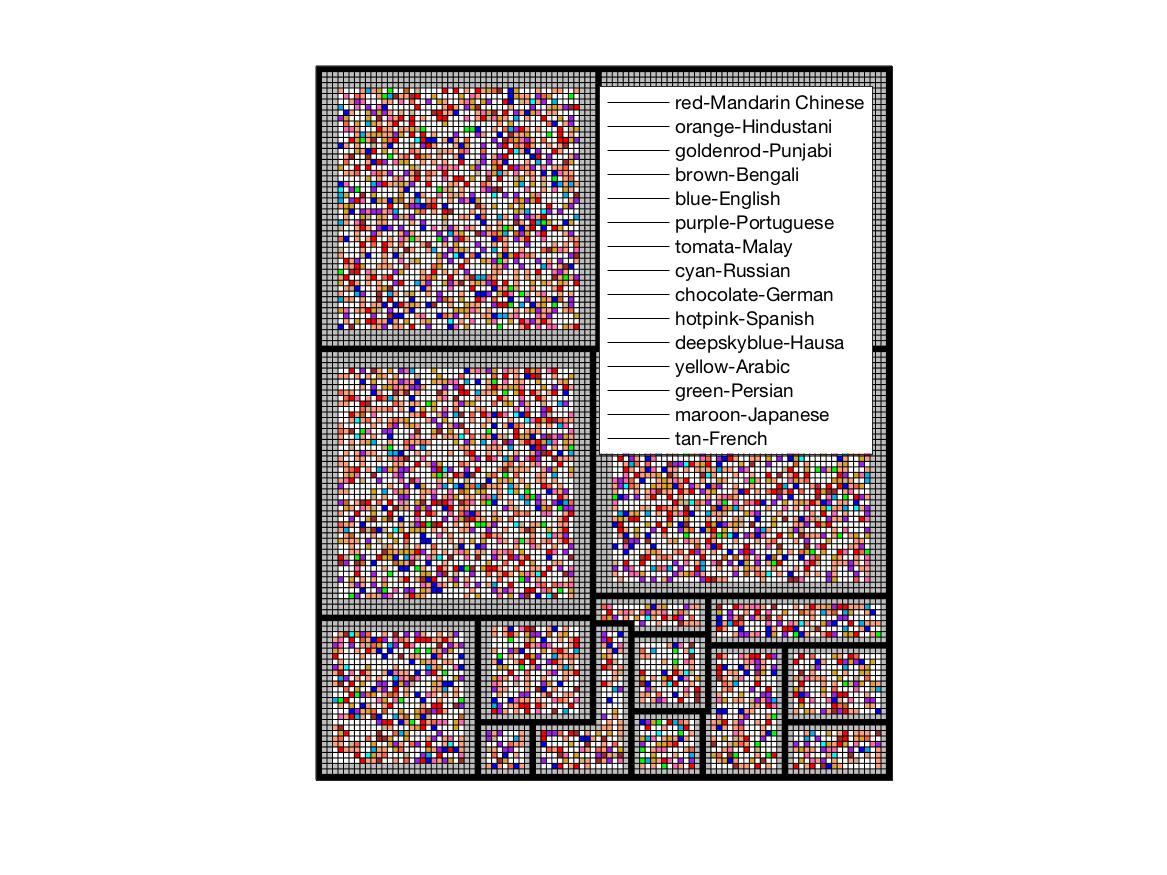 red-Mandarin Chinese
orange-Hindustani
goldenrod-Punjabi
brown-Bengali
blue-English
purple-Portuguese
tomata-Malay
cyan-Russian
chocolate-German
hotpink-Spanish
deepskyblue-Hausa
yellow-Arabic
green-Persian
maroon-Japanese
tan-French